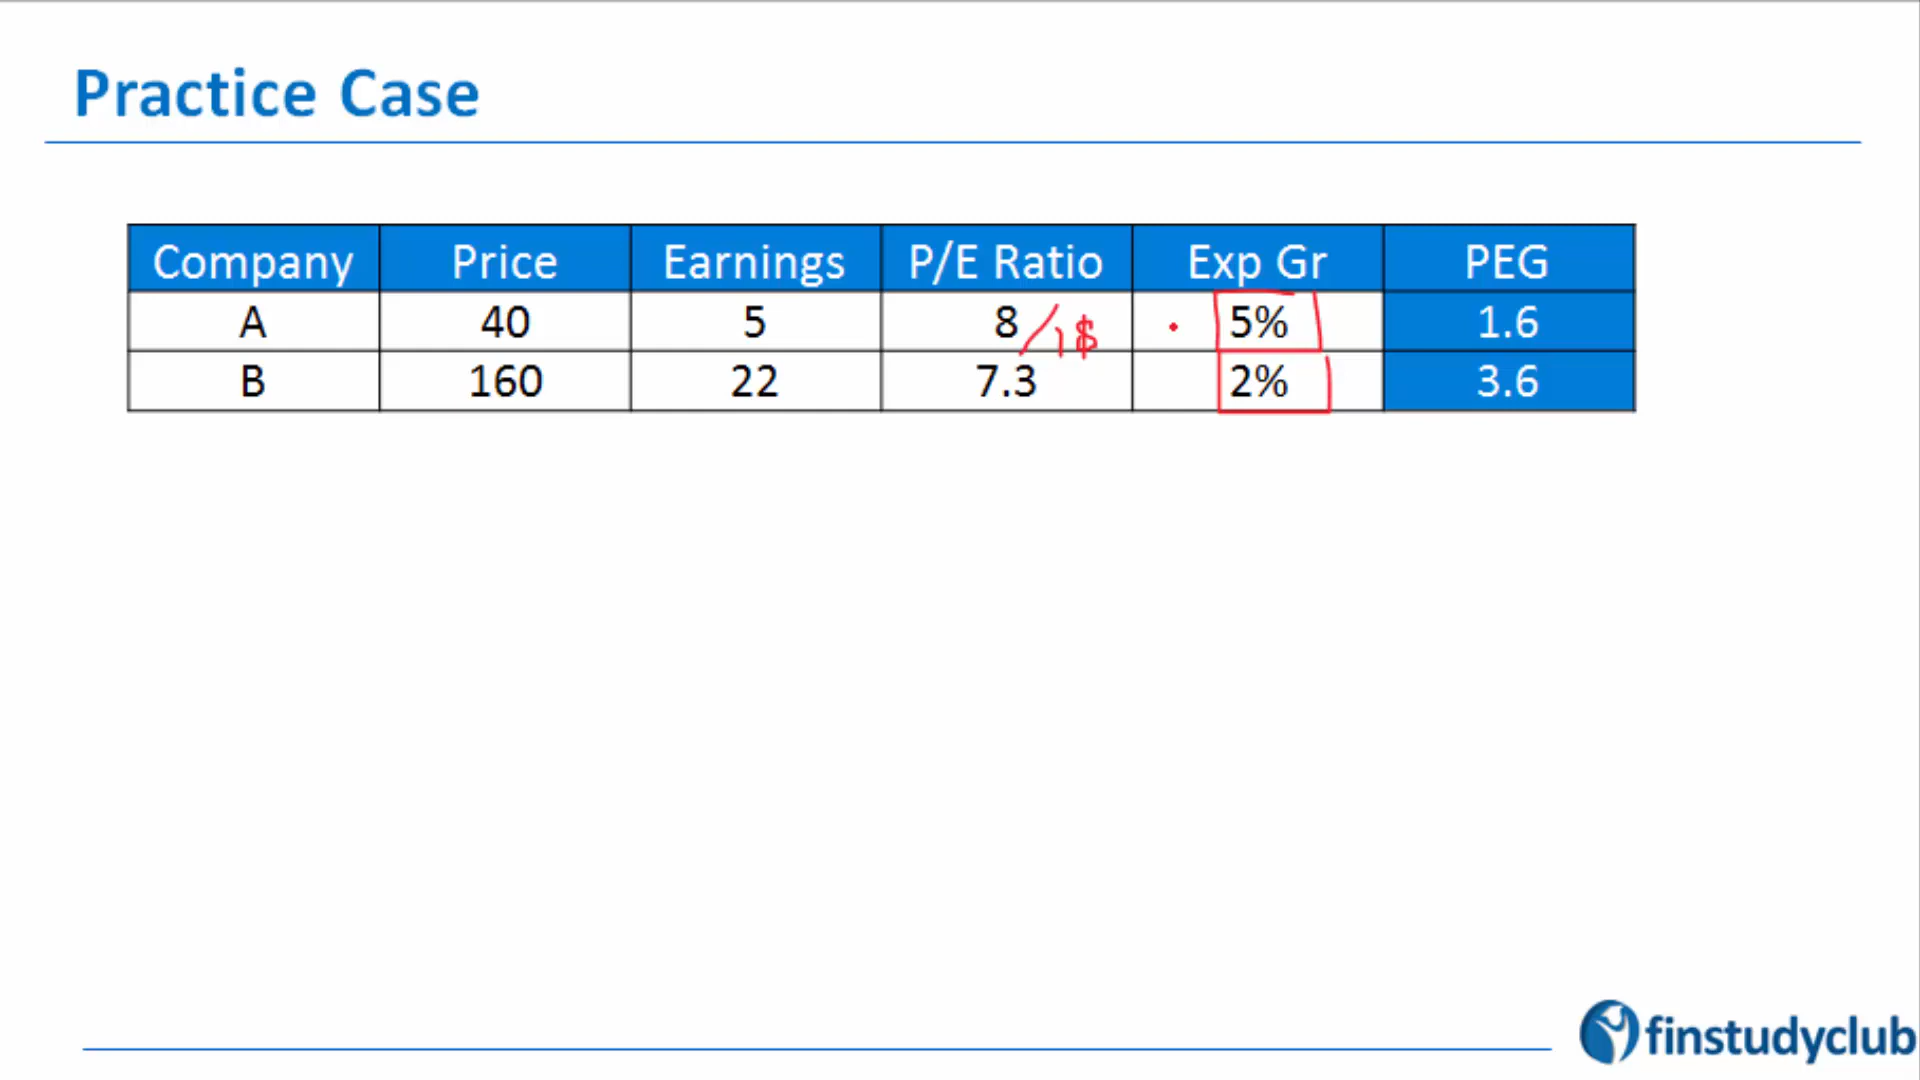 Practice Case
Company Price Earnings P/E Ratio Exp Gr PEG
A 40 5 8 /1$ 5% 1.6
B 160 22 7.3 2% 3.6
finstudyclub